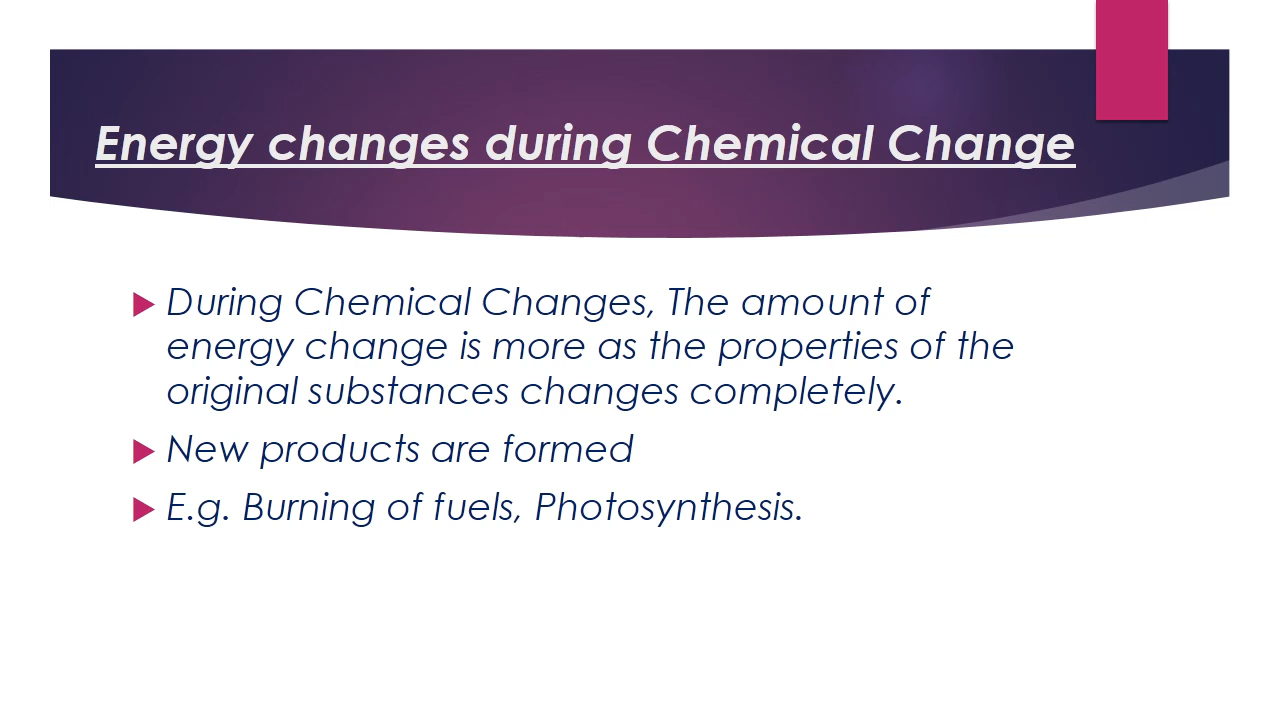 Energy changes during Chemical Change
During Chemical Changes, The amount of
energy change is more as the properties of the
original substances changes completely.
New products are formed
E.g. Burning of fuels, Photosynthesis.